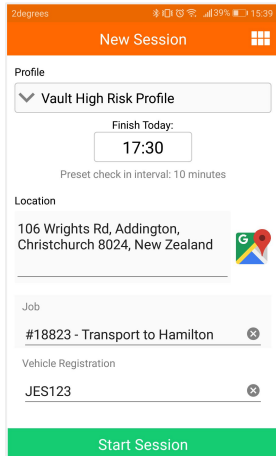 2degrees 39% 15:39
New Session
Profile
Vault High Risk Profile
Finish Today:
17:30
Preset check in interval: 10 minutes
Location
106 Wrights Rd, Addington,
Christchurch 8024, New Zealand
G
Job
#18823 - Transport to Hamilton
Vehicle Registration
JES123
Start Session